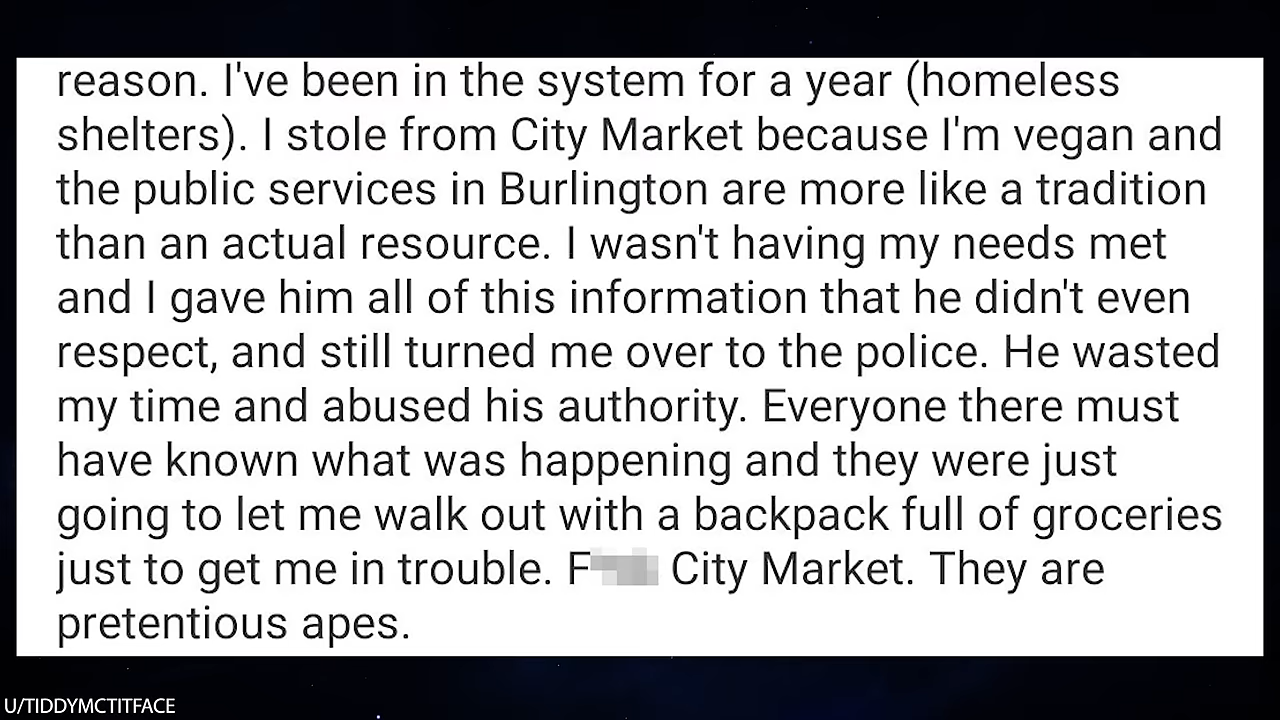 reason. I've been in the system for a year (homeless
shelters). I stole from City Market because I'm vegan and
the public services in Burlington are more like a tradition
than an actual resource. I wasn't having my needs met
and I gave him all of this information that he didn't even
respect, and still turned me over to the police. He wasted
my time and abused his authority. Everyone there must
have known what was happening and they were just
going to let me walk out with a backpack full of groceries
just to get me in trouble. F City Market. They are
pretentious apes.
U/TIDDYMCTITFACE